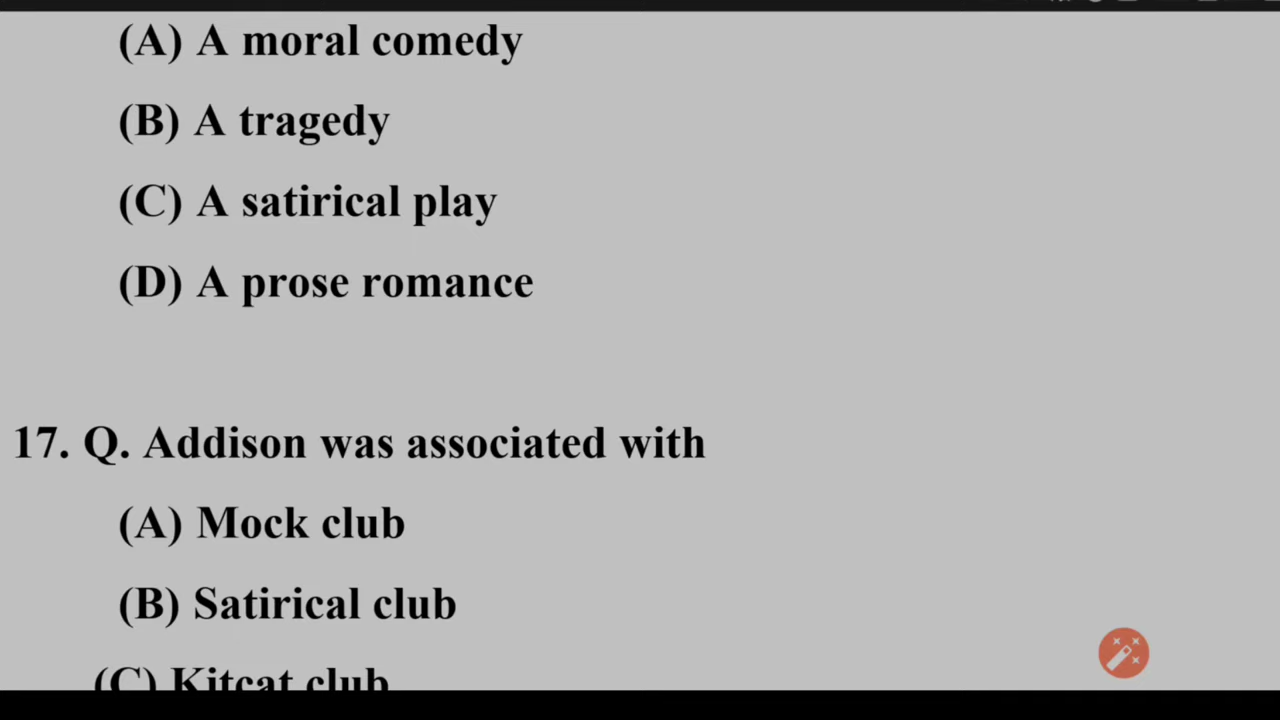 (A) A moral comedy
(B) A tragedy
(C) A satirical play
(D) A prose romance
17. Q. Addison was associated with
(A) Mock club
(B) Satirical club
(C) Kitcat club